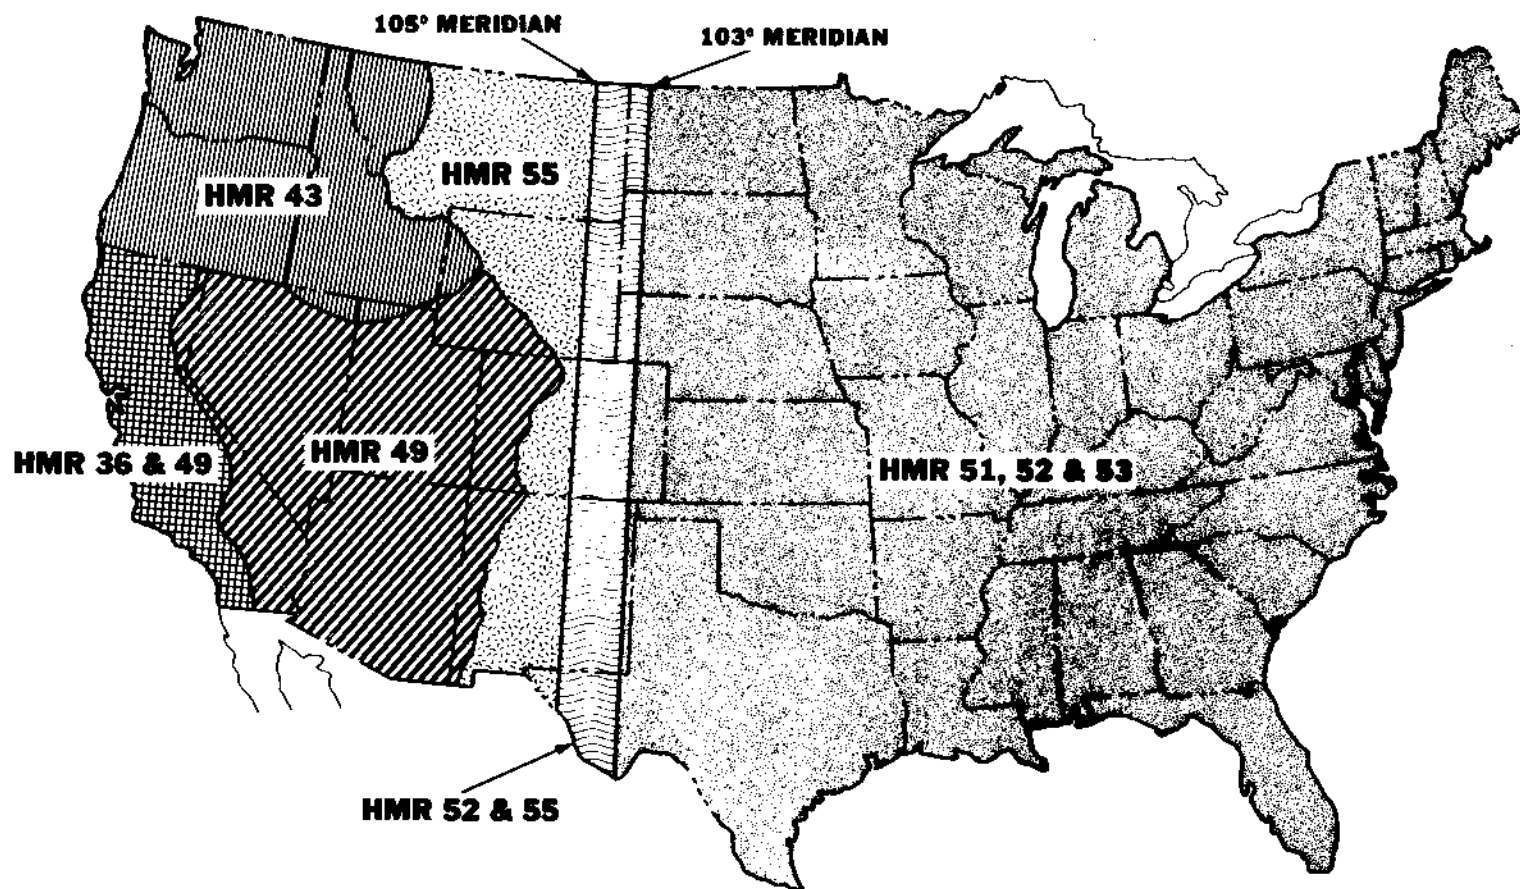 105° MERIDIAN
103° MERIDIAN
HMR 55
HMR 43
HMR 36 & 49
HMR 49
HMR 51, 52 & 53
HMR 52 & 55